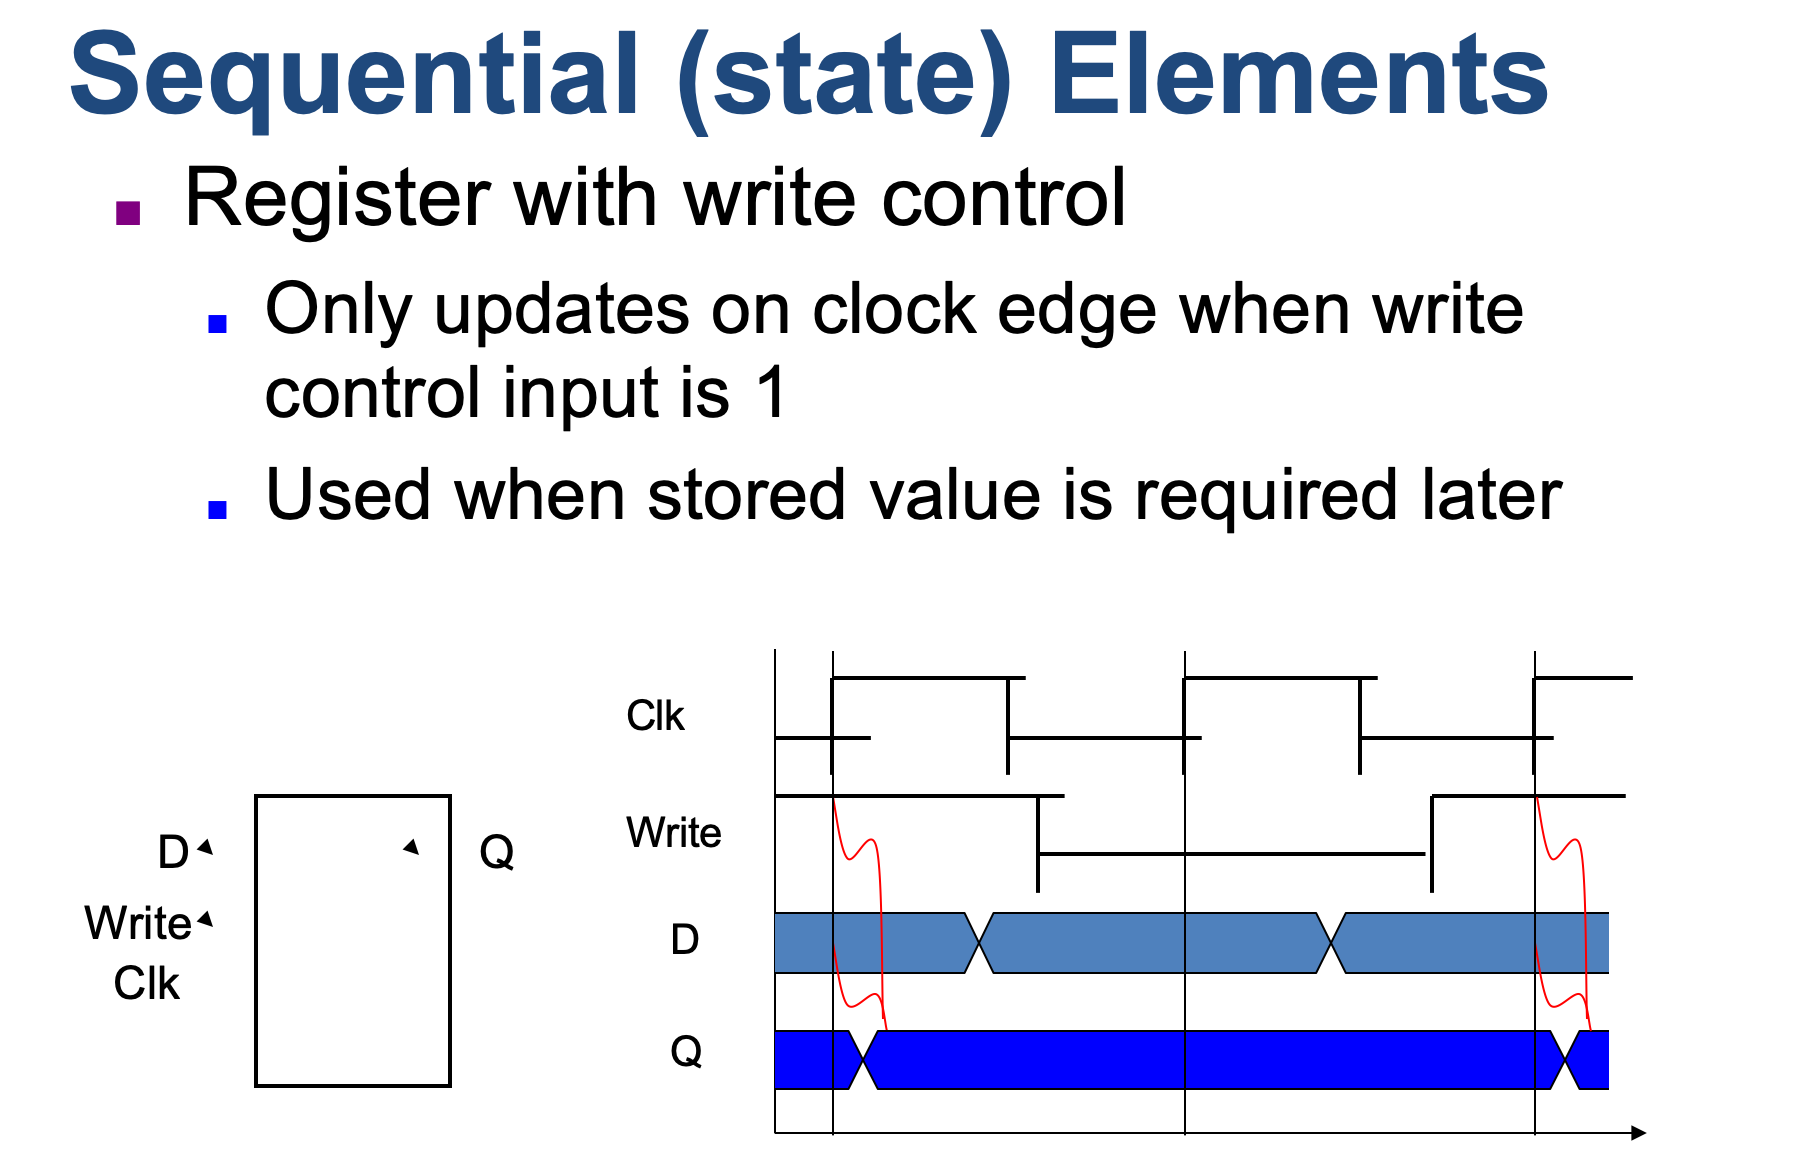 Sequential (state) Elements
Register with write control
Only updates on clock edge when write
control input is 1
Used when stored value is required later
Clk
Write
D
Q
D
Q
Write
Clk